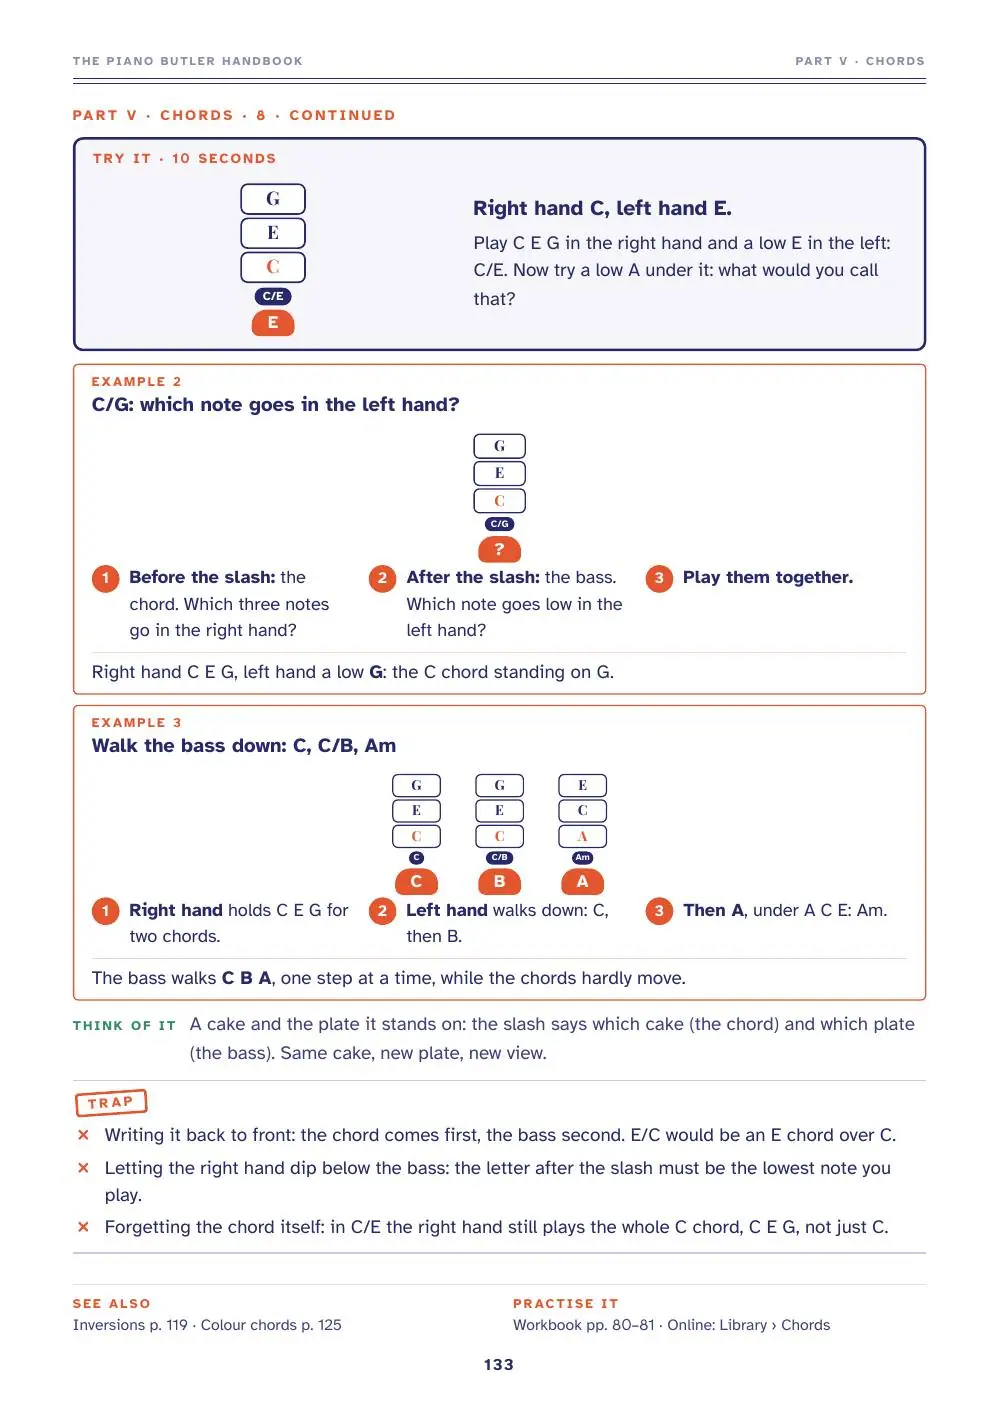 THE PIANO BUTLER HANDBOOK
PART V · CHORDS
PART V · CHORDS · 8 · CONTINUED
TRY IT · 10 SECONDS
G
E
C
C/E
E
Right hand C, left hand E.
Play C E G in the right hand and a low E in the left:
C/E. Now try a low A under it: what would you call
that?
EXAMPLE 2
C/G: which note goes in the left hand?
G
E
C
C/G
?
1 Before the slash: the
chord. Which three notes
go in the right hand?
2 After the slash: the bass.
Which note goes low in the
left hand?
3 Play them together.
Right hand C E G, left hand a low G: the C chord standing on G.
EXAMPLE 3
Walk the bass down: C, C/B, Am
G G E
E E C
C C A
C C/B Am
C B A
1 Right hand holds C E G for
two chords.
2 Left hand walks down: C,
then B.
3 Then A, under A C E: Am.
The bass walks C B A, one step at a time, while the chords hardly move.
THINK OF IT A cake and the plate it stands on: the slash says which cake (the chord) and which plate
(the bass). Same cake, new plate, new view.
TRAP
× Writing it back to front: the chord comes first, the bass second. E/C would be an E chord over C.
× Letting the right hand dip below the bass: the letter after the slash must be the lowest note you
play.
× Forgetting the chord itself: in C/E the right hand still plays the whole C chord, C E G, not just C.
SEE ALSO
Inversions p. 119 · Colour chords p. 125
PRACTISE IT
Workbook pp. 80–81 · Online: Library › Chords
133